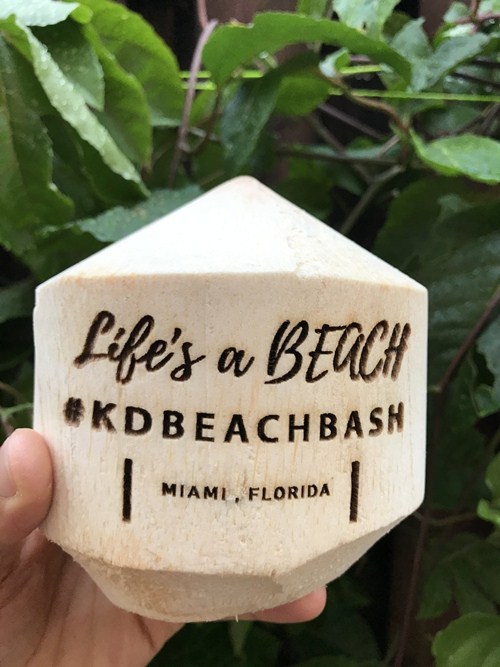 Life's a BEACH
#KDBEACHBASH
MIAMI, FLORIDA